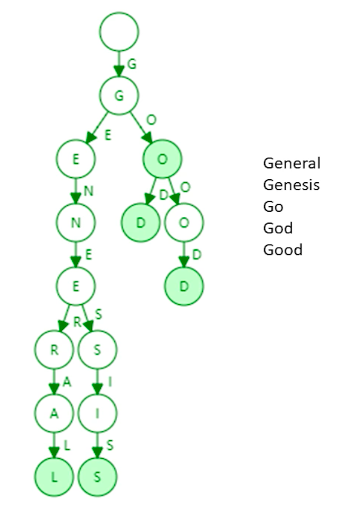 G
G
E O
E O
N D O
N D O
E D
E D
R S
R S
A I
A I
L S
L S
General
Genesis
Go
God
Good